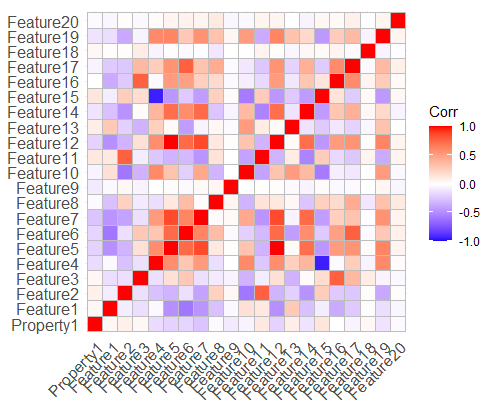 Feature20
Feature19
Feature18
Feature17
Feature16
Feature15
Feature14
Feature13
Feature12
Feature11
Feature10
Feature9
Feature8
Feature7
Feature6
Feature5
Feature4
Feature3
Feature2
Feature1
Property1
Property1
Feature1
Feature2
Feature3
Feature4
Feature5
Feature6
Feature7
Feature8
Feature9
Feature10
Feature11
Feature12
Feature13
Feature14
Feature15
Feature16
Feature17
Feature18
Feature19
Feature20
Corr
1.0
0.5
0.0
-0.5
-1.0